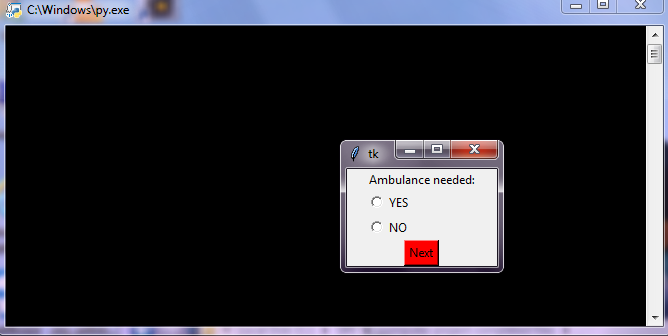 C:\Windows\py.exe
tk
Ambulance needed:
YES
NO
Next